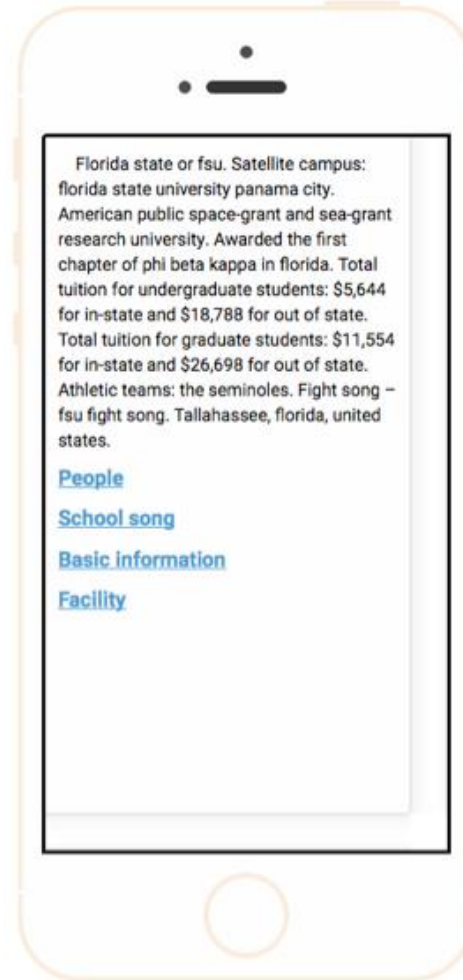 Florida state or fsu. Satellite campus:
florida state university panama city.
American public space-grant and sea-grant
research university. Awarded the first
chapter of phi beta kappa in florida. Total
tuition for undergraduate students: $5,644
for in-state and $18,788 for out of state.
Total tuition for graduate students: $11,554
for in-state and $26,698 for out of state.
Athletic teams: the seminoles. Fight song –
fsu fight song. Tallahassee, florida, united
states.
People
School song
Basic information
Facility